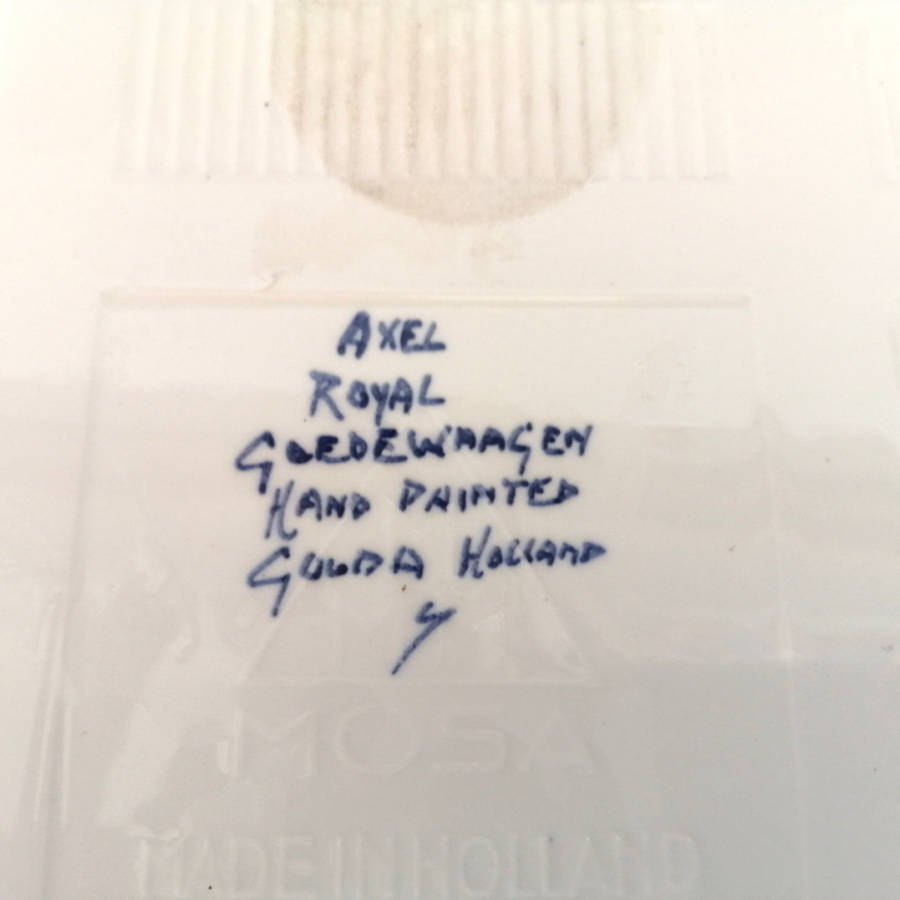 AXEL
ROYAL
GOEDEWAAGEN
HAND PAINTED
GOUDA HOLLAND
MOSA
MADE IN HOLLAND